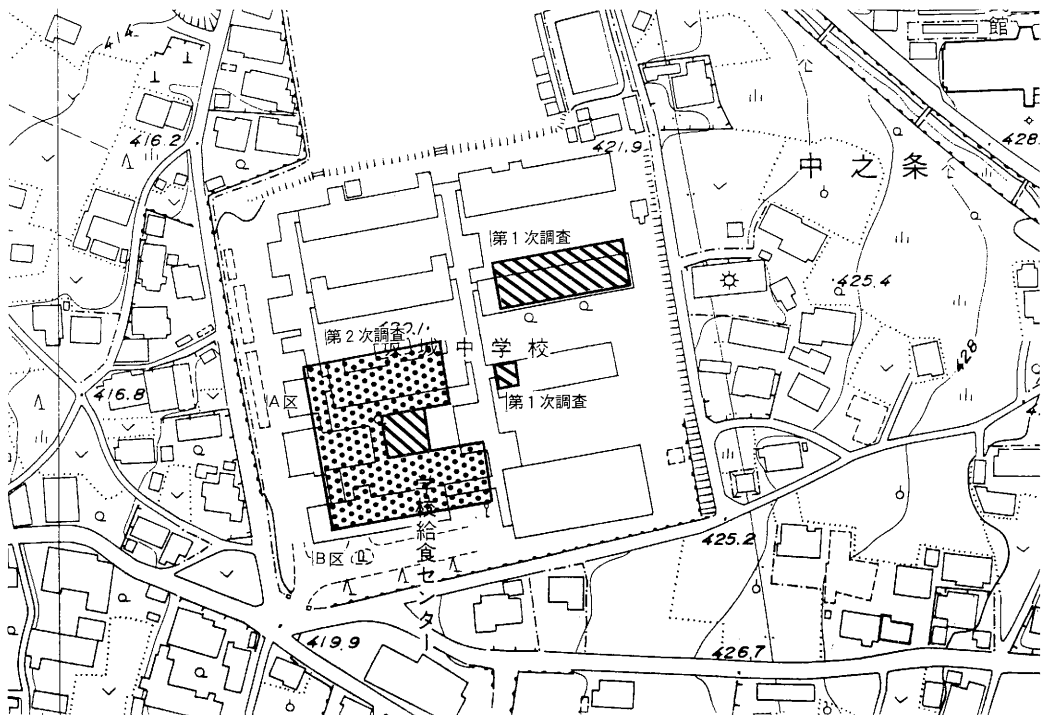 館
414
416.2
421.9
428.
中之条
第1次調査
425.4
第2次調査
城中学校
428
A区
416.8
第1次調査
学校給食センター
B区
425.2
419.9
426.7